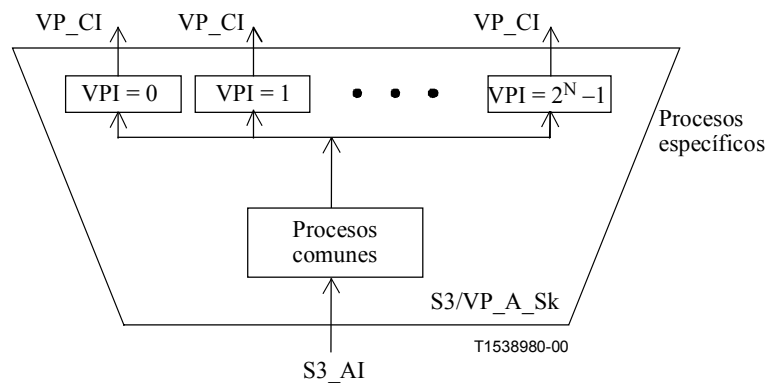 VP_CI VP_CI VP_CI
VPI = 0 VPI = 1 • • • VPI = 2ᴺ –1
Procesos
específicos
Procesos
comunes
S3/VP_A_Sk
T1538980-00
S3_AI